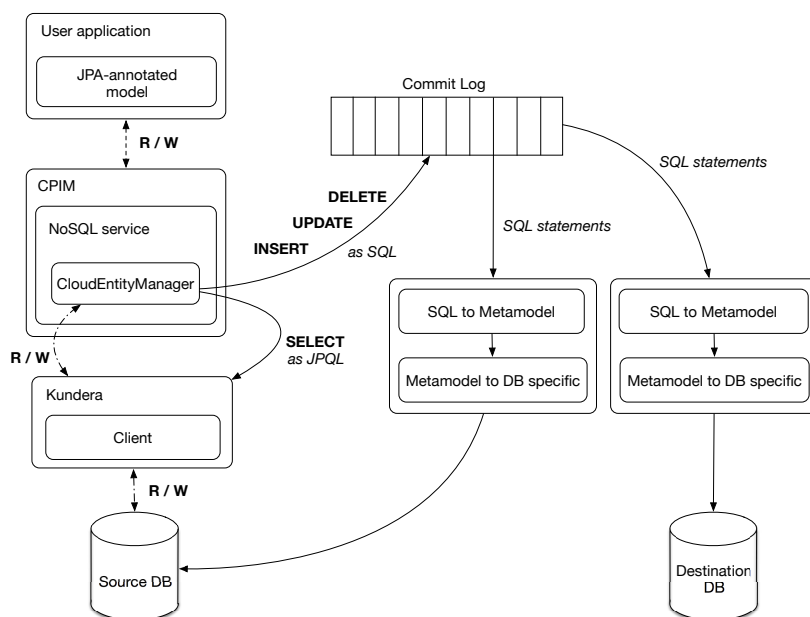 User application
JPA-annotated
model
R / W
CPIM
NoSQL service
CloudEntityManager
R / W
Kundera
Client
R / W
Source DB
DELETE
UPDATE
INSERT
as SQL
SELECT
as JPQL
Commit Log
SQL statements
SQL to Metamodel
Metamodel to DB specific
SQL statements
SQL to Metamodel
Metamodel to DB specific
Destination
DB